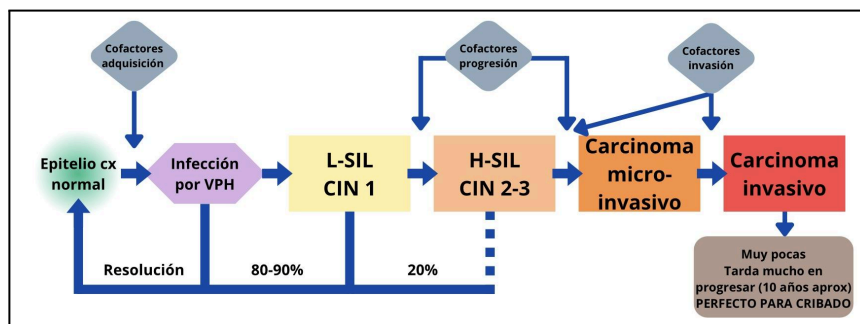 Cofactores
adquisición
Cofactores
progresión
Cofactores
invasión
Epitelio cx
normal
Infección
por VPH
L-SIL
CIN 1
H-SIL
CIN 2-3
Carcinoma
micro-
invasivo
Carcinoma
invasivo
Resolución
80-90%
20%
Muy pocas
Tarda mucho en
progresar (10 años aprox)
PERFECTO PARA CRIBADO